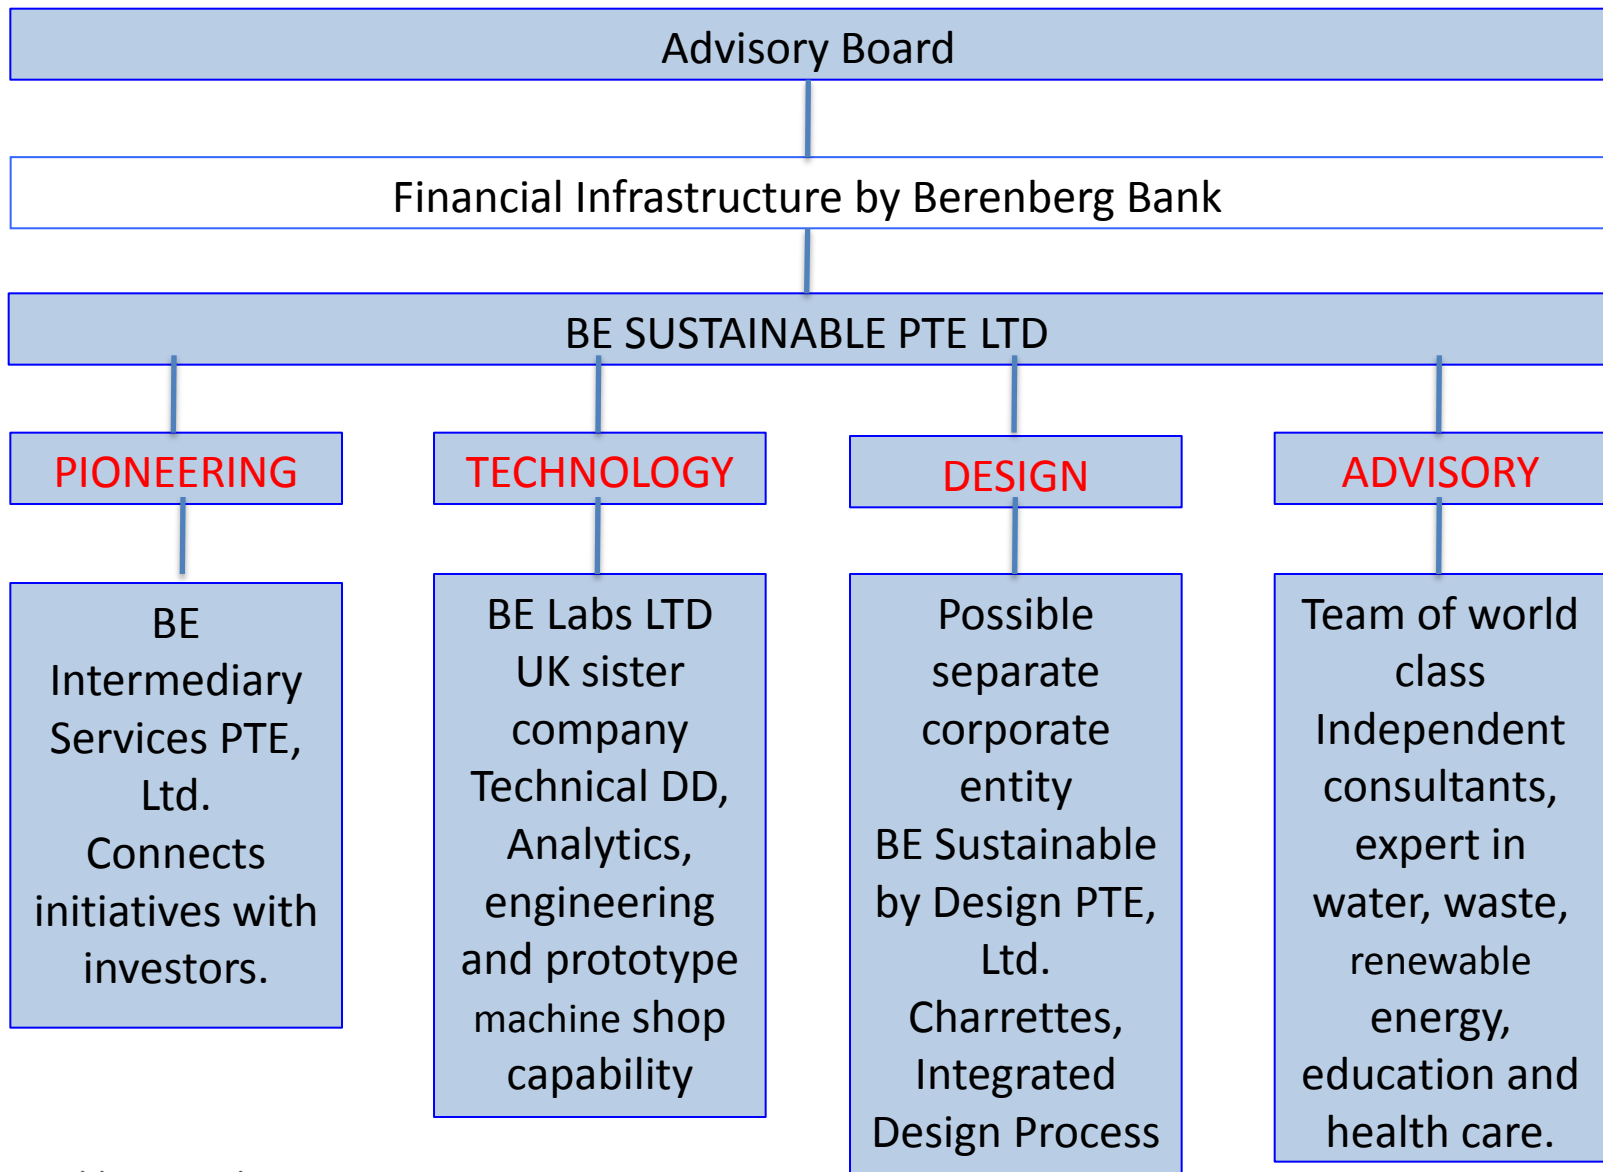 Advisory Board
Financial Infrastructure by Berenberg Bank
BE SUSTAINABLE PTE LTD
PIONEERING
TECHNOLOGY
DESIGN
ADVISORY
BE
Intermediary
Services PTE,
Ltd.
Connects
initiatives with
investors.
BE Labs LTD
UK sister
company
Technical DD,
Analytics,
engineering
and prototype
machine shop
capability
Possible
separate
corporate
entity
BE Sustainable
by Design PTE,
Ltd.
Charrettes,
Integrated
Design Process
Team of world
class
Independent
consultants,
expert in
water, waste,
renewable
energy,
education and
health care.